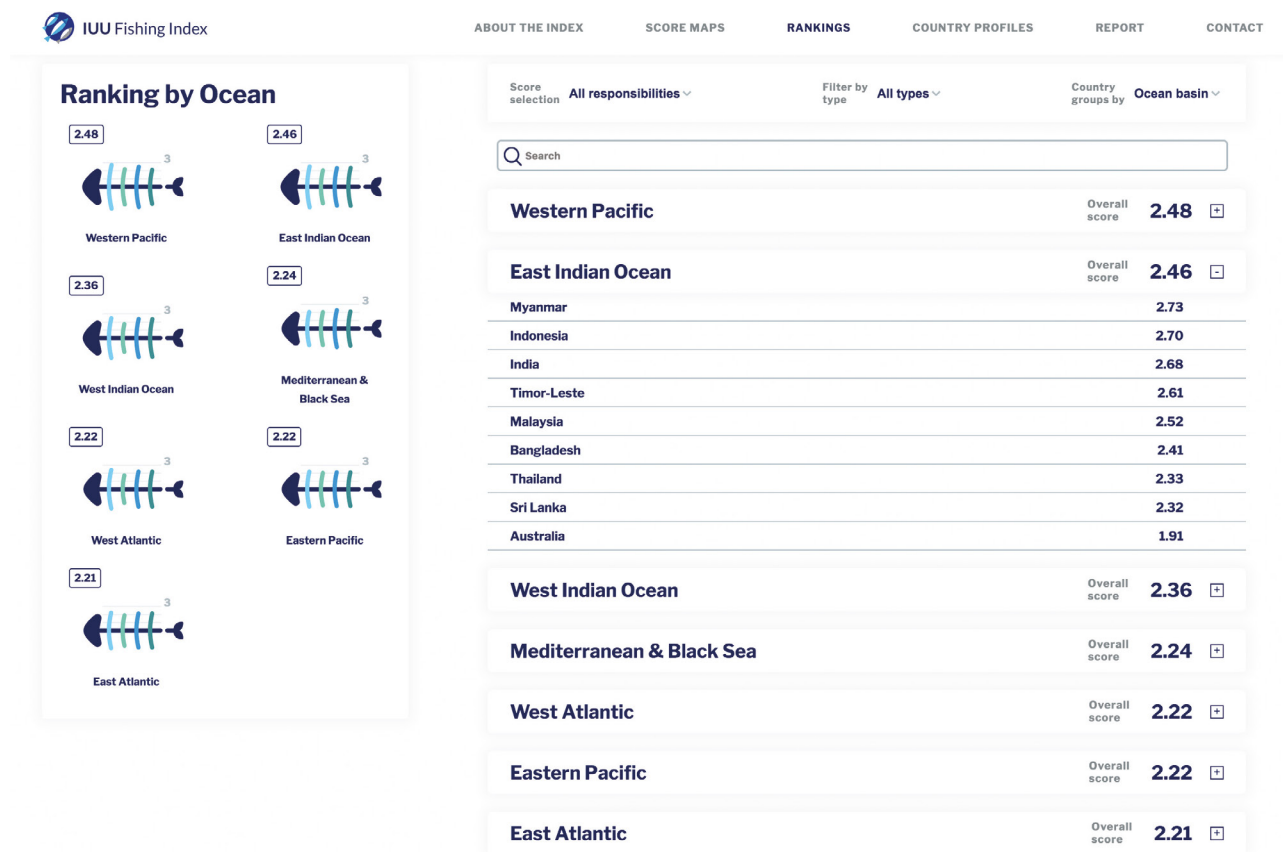 IUU Fishing Index
ABOUT THE INDEX
SCORE MAPS
RANKINGS
COUNTRY PROFILES
REPORT
CONTACT
Ranking by Ocean
2.48
3
Western Pacific
2.46
3
East Indian Ocean
2.36
3
West Indian Ocean
2.24
3
Mediterranean &
Black Sea
2.22
3
West Atlantic
2.22
3
Eastern Pacific
2.21
3
East Atlantic
Score
selection
All responsibilities
Filter by
type
All types
Country
groups by
Ocean basin
Search
Western Pacific
Overall
score
2.48
+
East Indian Ocean
Overall
score
2.46
-
Myanmar 2.73
Indonesia 2.70
India 2.68
Timor-Leste 2.61
Malaysia 2.52
Bangladesh 2.41
Thailand 2.33
Sri Lanka 2.32
Australia 1.91
West Indian Ocean
Overall
score
2.36
+
Mediterranean & Black Sea
Overall
score
2.24
+
West Atlantic
Overall
score
2.22
+
Eastern Pacific
Overall
score
2.22
+
East Atlantic
Overall
score
2.21
+